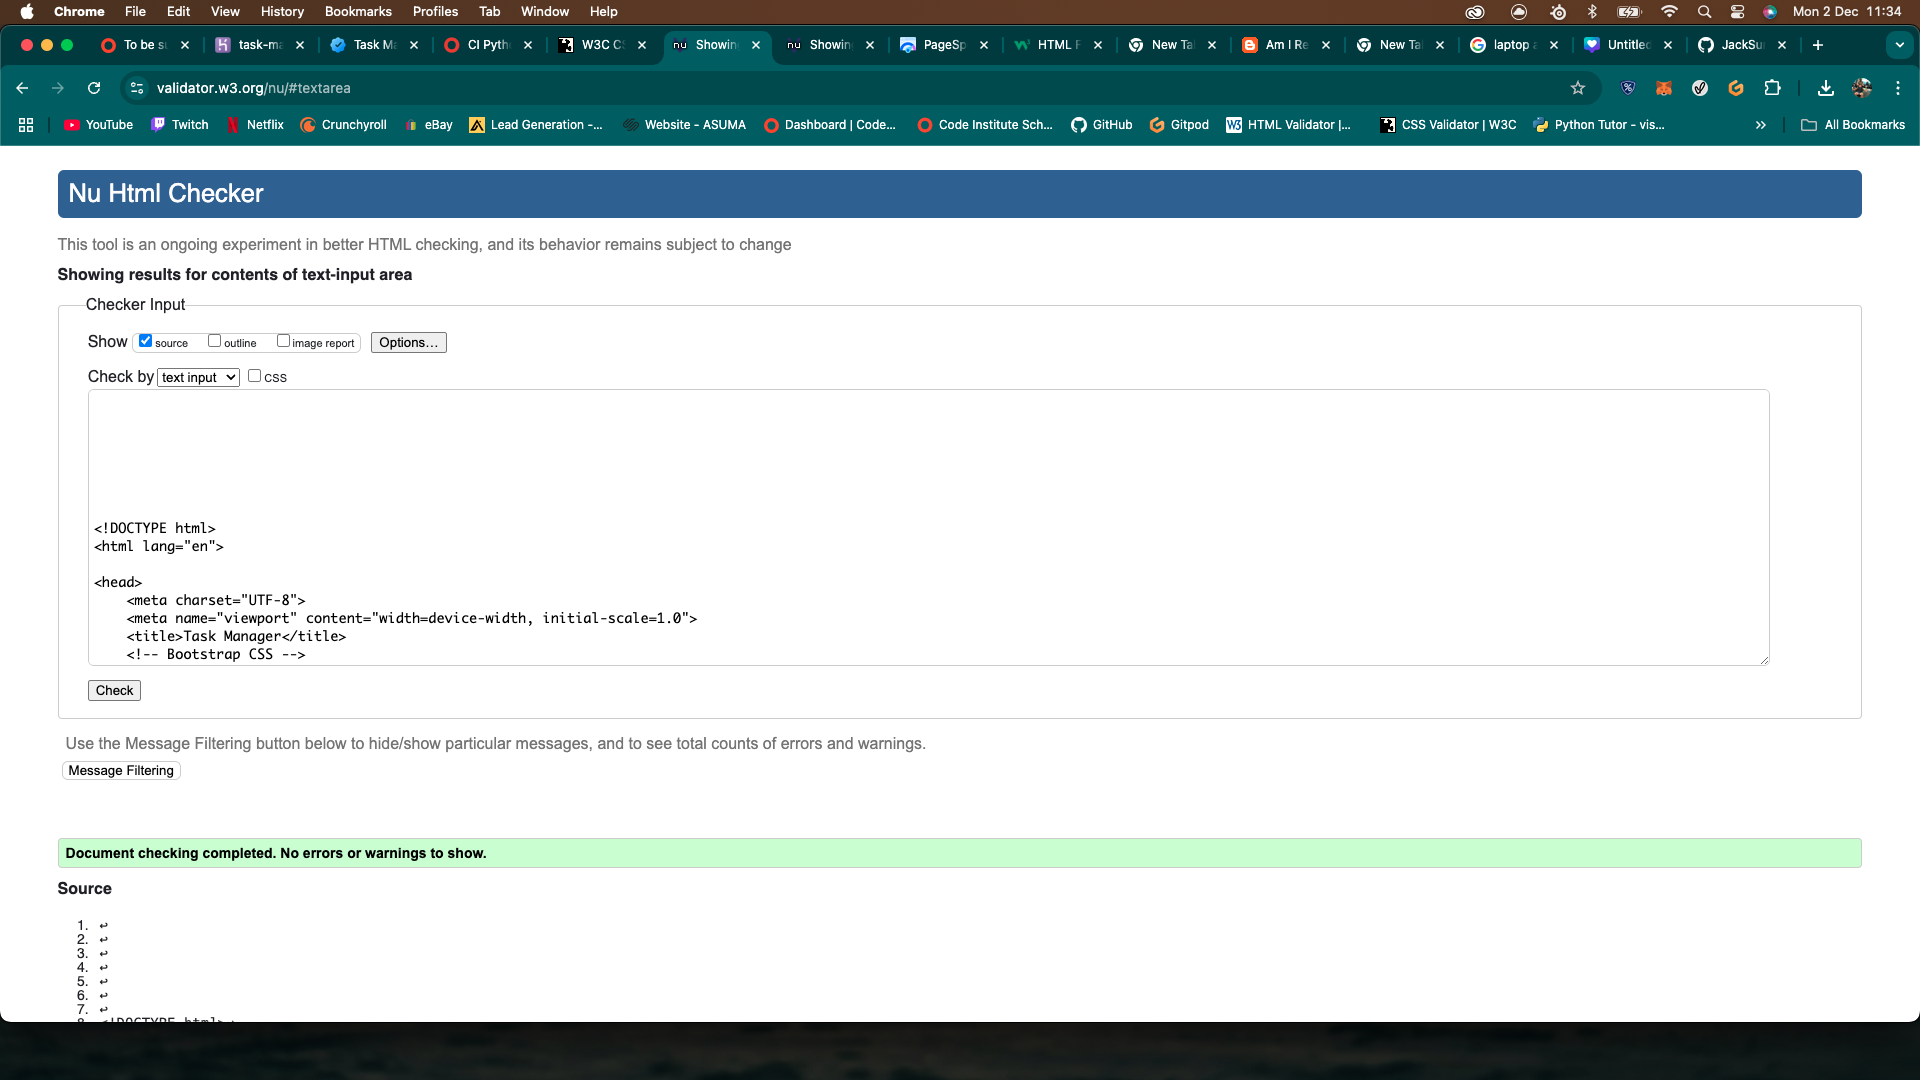 Chrome File Edit View History Bookmarks Profiles Tab Window Help Mon 2 Dec 11:34
To be su task-ma Task Ma CI Pyth W3C CS Showin Showin PageSp HTML F New Ta Am I Re New Ta laptop Untitled JackSu
validator.w3.org/nu/#textarea
YouTube Twitch Netflix Crunchyroll eBay Lead Generation -... Website - ASUMA Dashboard | Code... Code Institute Sch... GitHub Gitpod HTML Validator |... CSS Validator | W3C Python Tutor - vis... » All Bookmarks
Nu Html Checker
This tool is an ongoing experiment in better HTML checking, and its behavior remains subject to change
Showing results for contents of text-input area
Checker Input
Show source outline image report Options...
Check by text input css
<!DOCTYPE html>
<html lang="en">
<head>
<meta charset="UTF-8">
<meta name="viewport" content="width=device-width, initial-scale=1.0">
<title>Task Manager</title>
<!-- Bootstrap CSS -->
Check
Use the Message Filtering button below to hide/show particular messages, and to see total counts of errors and warnings.
Message Filtering
Document checking completed. No errors or warnings to show.
Source
1. ↩
2. ↩
3. ↩
4. ↩
5. ↩
6. ↩
7. ↩
8. <!DOCTYPE html>↩